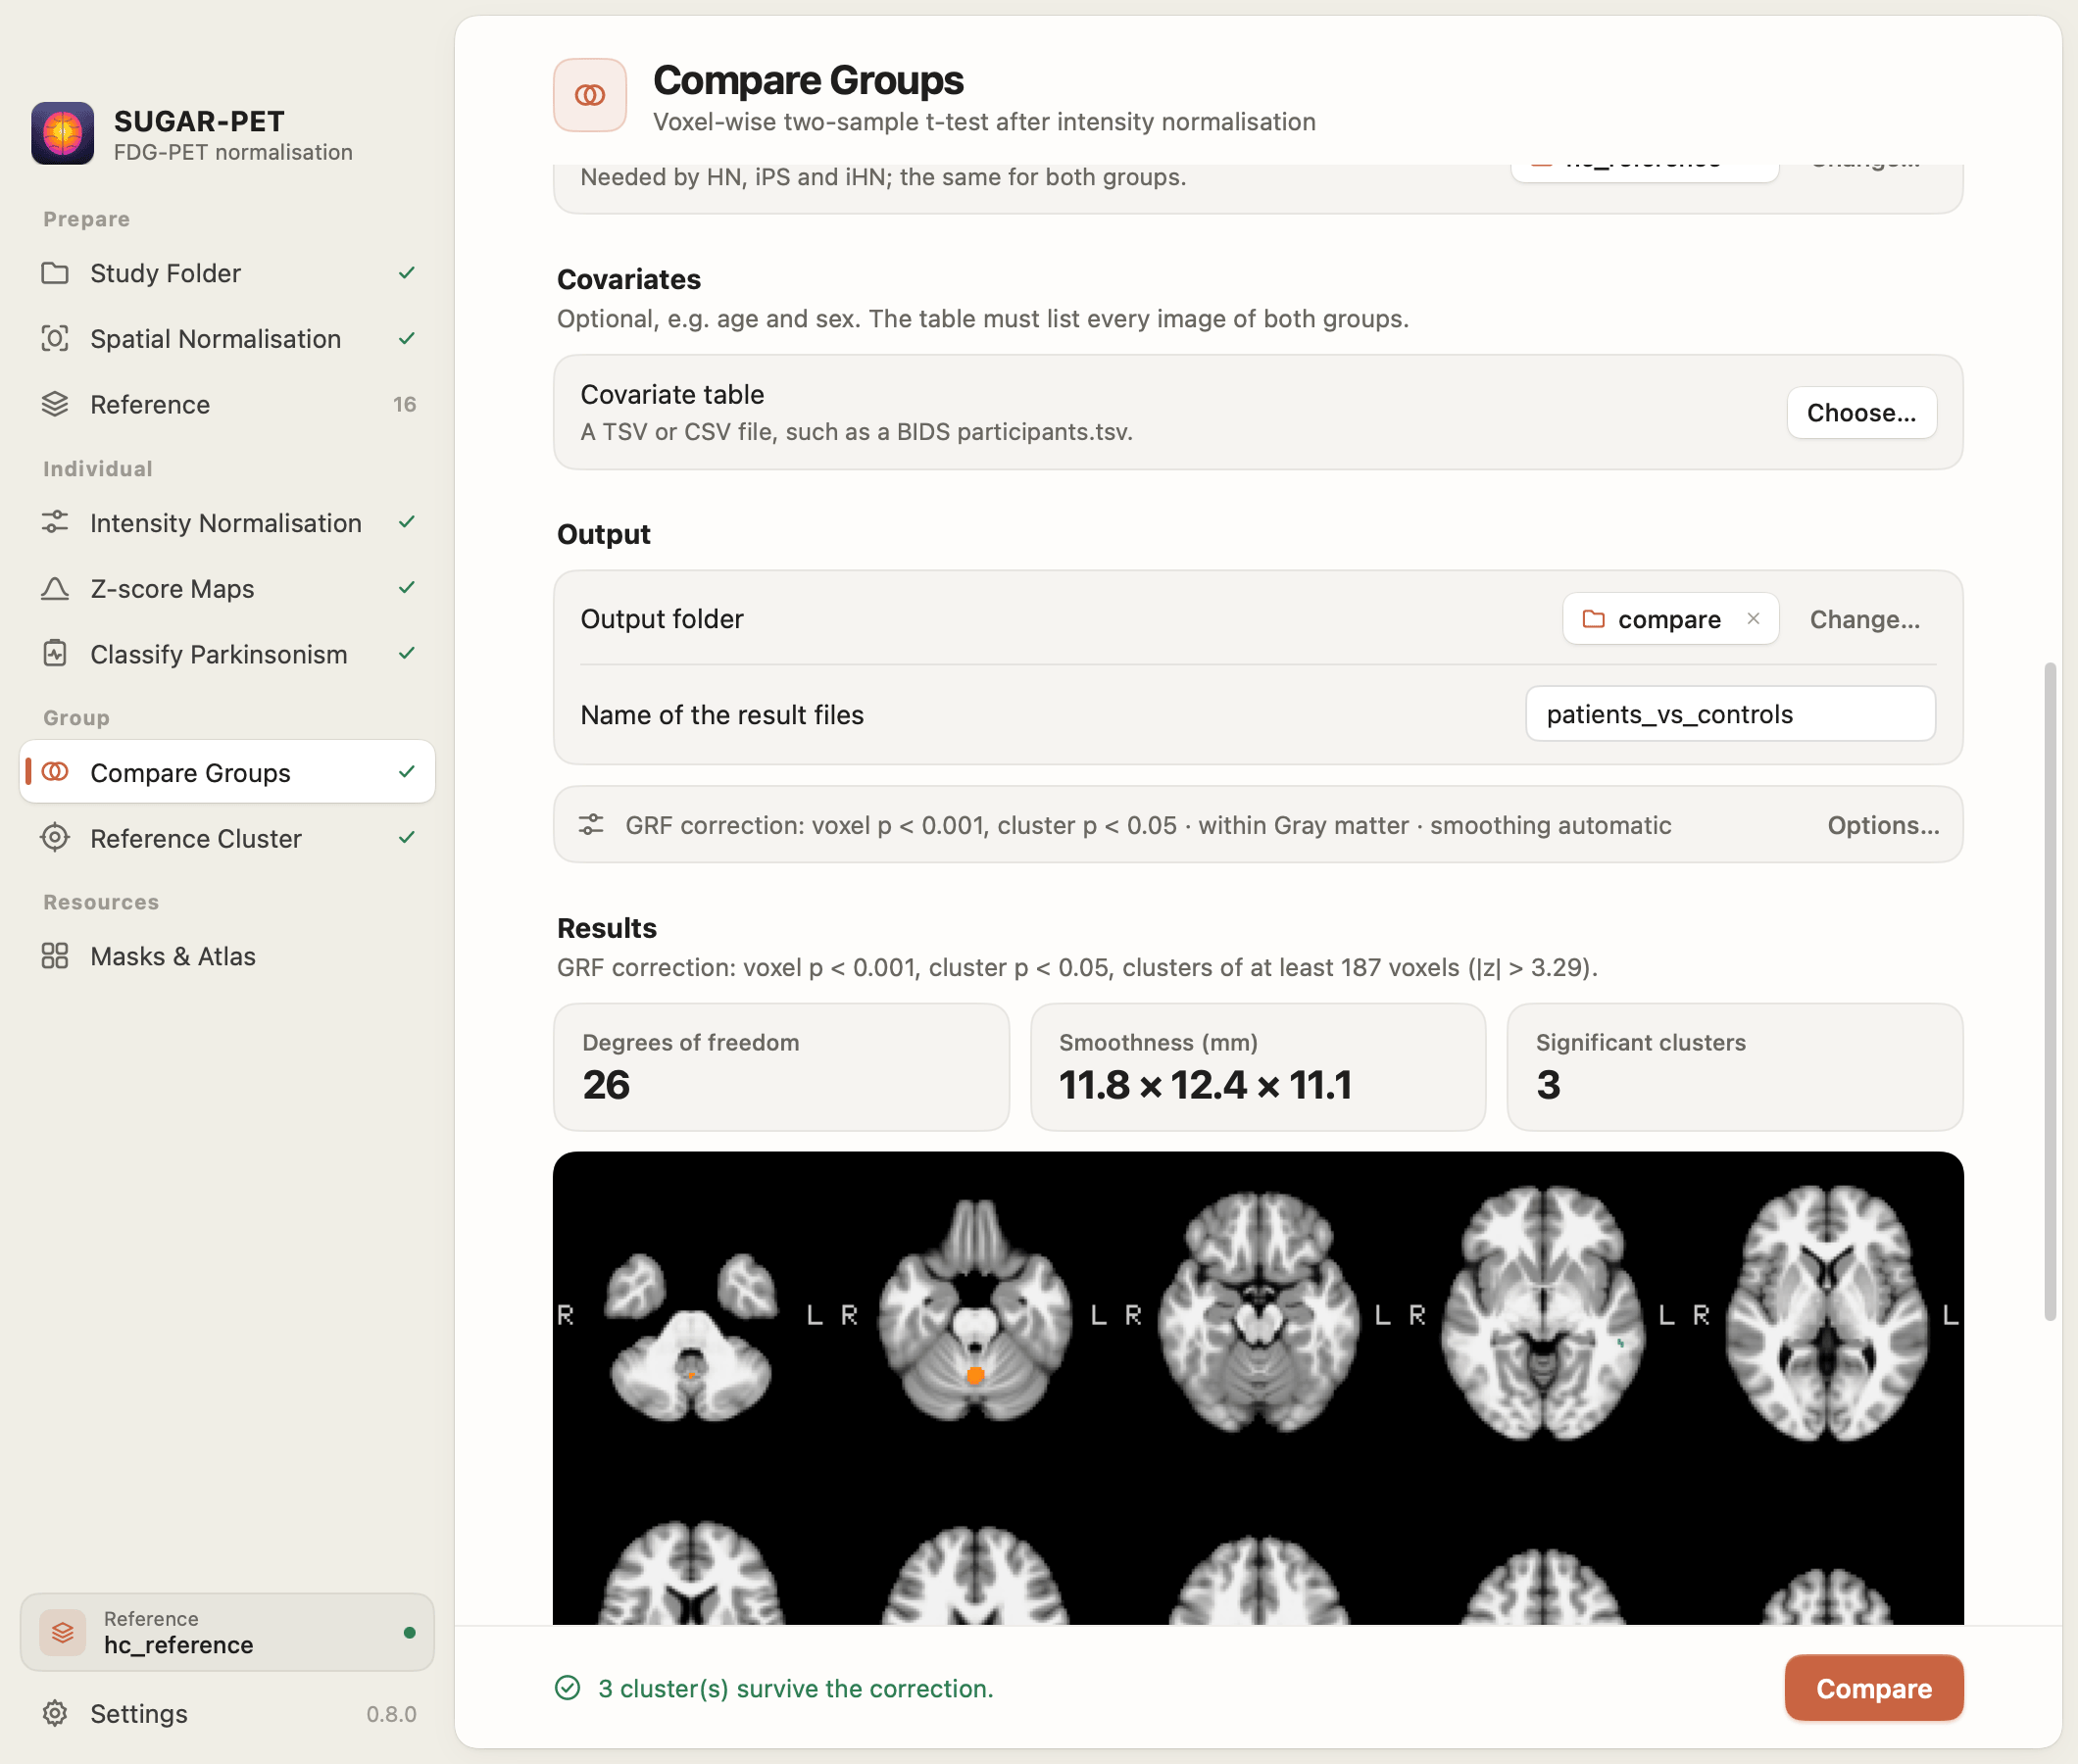 SUGAR-PET
FDG-PET normalisation
Prepare
Study Folder
Spatial Normalisation
Reference 16
Individual
Intensity Normalisation
Z-score Maps
Classify Parkinsonism
Group
Compare Groups
Reference Cluster
Resources
Masks & Atlas
Reference
hc_reference
Settings 0.8.0
Compare Groups
Voxel-wise two-sample t-test after intensity normalisation
hc_reference Change...
Needed by HN, iPS and iHN; the same for both groups.
Covariates
Optional, e.g. age and sex. The table must list every image of both groups.
Covariate table
A TSV or CSV file, such as a BIDS participants.tsv.
Choose...
Output
Output folder compare × Change...
Name of the result files patients_vs_controls
GRF correction: voxel p < 0.001, cluster p < 0.05 · within Gray matter · smoothing automatic Options...
Results
GRF correction: voxel p < 0.001, cluster p < 0.05, clusters of at least 187 voxels (|z| > 3.29).
Degrees of freedom
26
Smoothness (mm)
11.8 × 12.4 × 11.1
Significant clusters
3
R L R L R L R L R L
3 cluster(s) survive the correction.
Compare